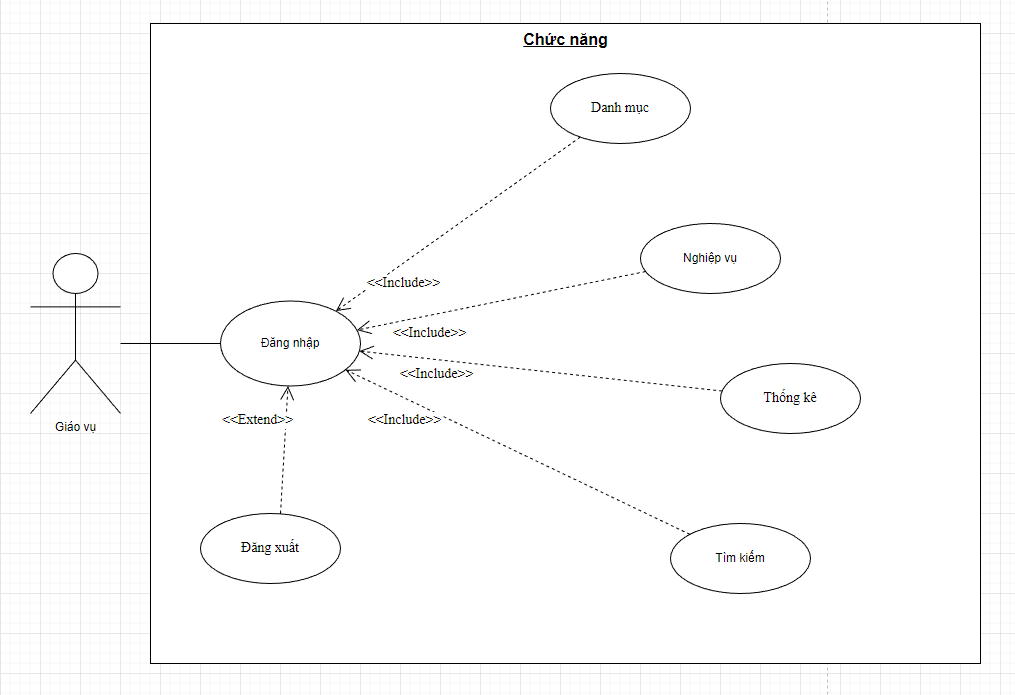 Chức năng
Danh mục
<<Include>>
Nghiệp vụ
<<Include>>
Đăng nhập
<<Include>>
Thống kê
<<Extend>>
<<Include>>
Giáo vụ
Đăng xuất
Tìm kiếm